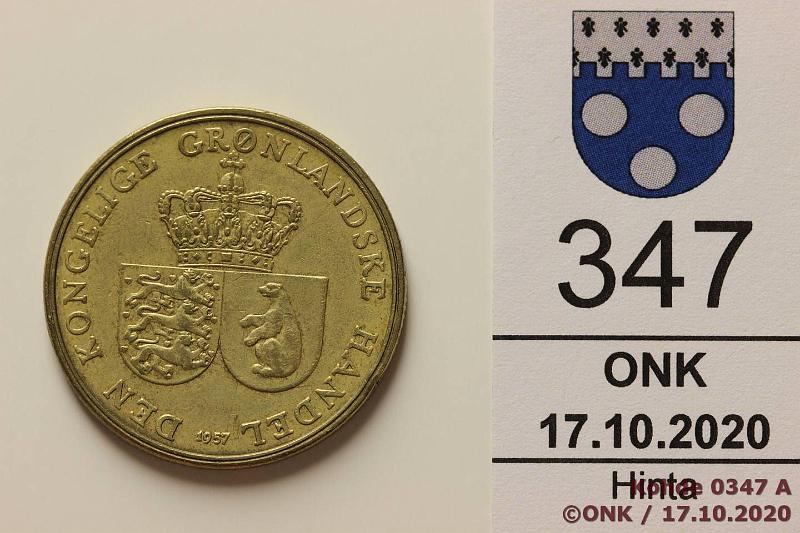 DEN KONGELIGE GRØNLANDSKE HANDEL
1957
347
ONK
17.10.2020
Hinta
Kohde 0347 A
©ONK / 17.10.2020